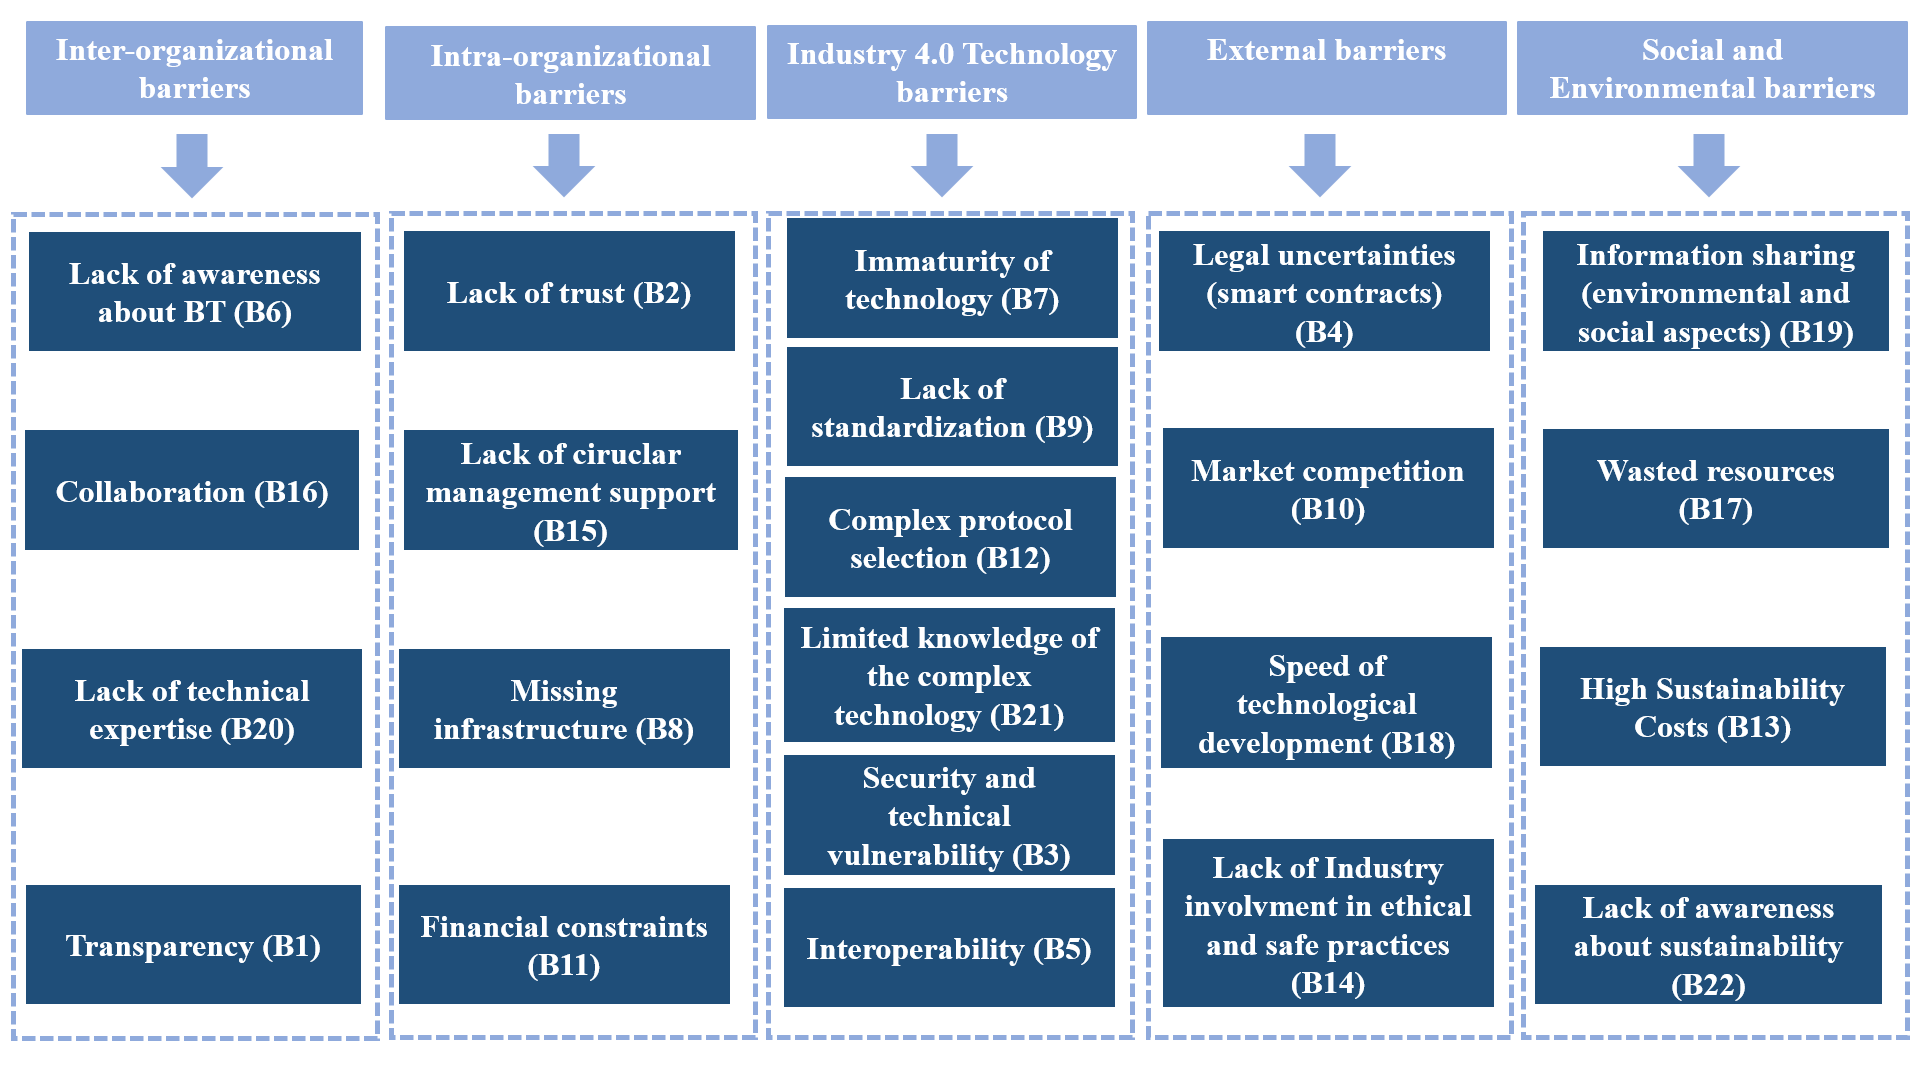 Inter-organizational
barriers
Intra-organizational
barriers
Industry 4.0 Technology
barriers
External barriers
Social and
Environmental barriers
Lack of awareness
about BT (B6)
Collaboration (B16)
Lack of technical
expertise (B20)
Transparency (B1)
Lack of trust (B2)
Lack of ciruclar
management support
(B15)
Missing
infrastructure (B8)
Financial constraints
(B11)
Immaturity of
technology (B7)
Lack of
standardization (B9)
Complex protocol
selection (B12)
Limited knowledge of
the complex
technology (B21)
Security and
technical
vulnerability (B3)
Interoperability (B5)
Legal uncertainties
(smart contracts)
(B4)
Market competition
(B10)
Speed of
technological
development (B18)
Lack of Industry
involvment in ethical
and safe practices
(B14)
Information sharing
(environmental and
social aspects) (B19)
Wasted resources
(B17)
High Sustainability
Costs (B13)
Lack of awareness
about sustainability
(B22)